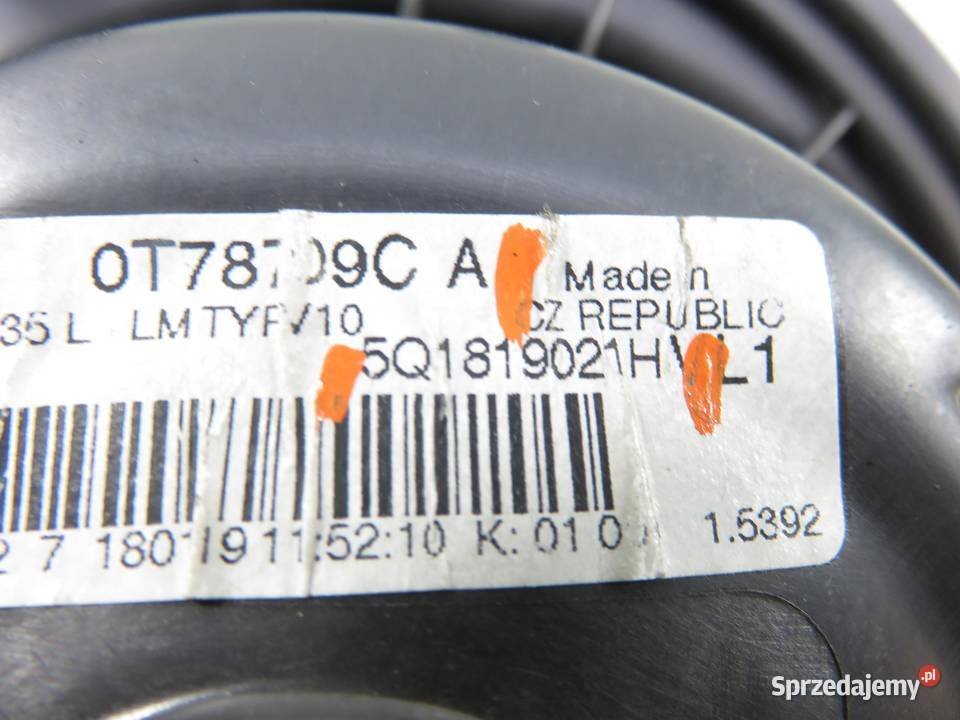 0T78709C A
Made in
35 L LM TYP V10
CZ REPUBLIC
5Q1819021H L1
2 7 180119 11:52:10 K: 01 0
1.5392
Sprzedajemy.pl